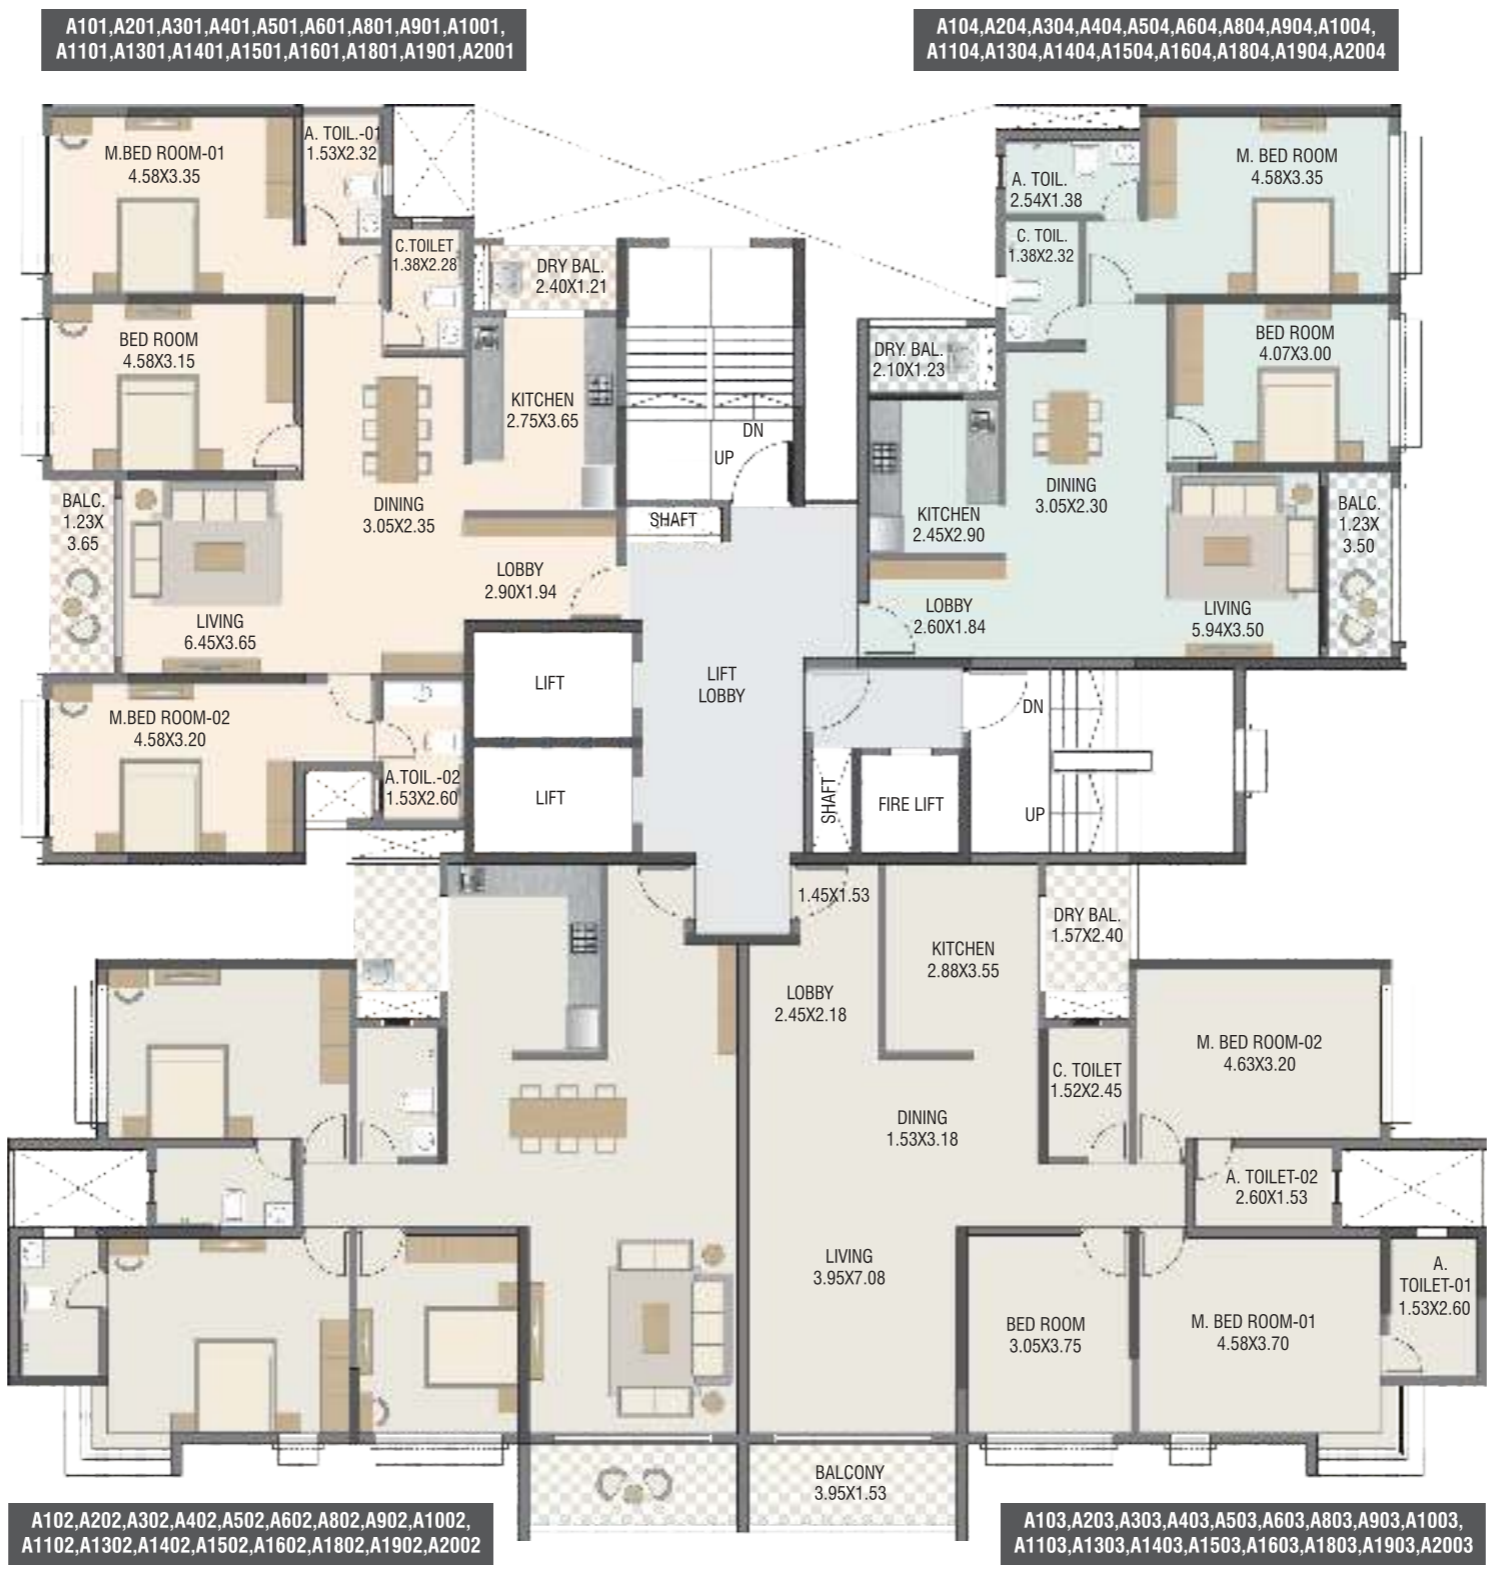 A101,A201,A301,A401,A501,A601,A801,A901,A1001,
A1101,A1301,A1401,A1501,A1601,A1801,A1901,A2001
A104,A204,A304,A404,A504,A604,A804,A904,A1004,
A1104,A1304,A1404,A1504,A1604,A1804,A1904,A2004
M.BED ROOM-01
4.58X3.35
A. TOIL.-01
1.53X2.32
C.TOILET
1.38X2.28
DRY BAL.
2.40X1.21
BED ROOM
4.58X3.15
KITCHEN
2.75X3.65
DINING
3.05X2.35
BALC.
1.23X
3.65
LIVING
6.45X3.65
LOBBY
2.90X1.94
M.BED ROOM-02
4.58X3.20
A.TOIL.-02
1.53X2.60
DN
UP
SHAFT
LIFT
LIFT
LIFT
LOBBY
A. TOIL.
2.54X1.38
M. BED ROOM
4.58X3.35
C. TOIL.
1.38X2.32
DRY. BAL.
2.10X1.23
BED ROOM
4.07X3.00
DINING
3.05X2.30
KITCHEN
2.45X2.90
BALC.
1.23X
3.50
LOBBY
2.60X1.84
LIVING
5.94X3.50
DN
UP
SHAFT
FIRE LIFT
1.45X1.53
KITCHEN
2.88X3.55
DRY BAL.
1.57X2.40
LOBBY
2.45X2.18
M. BED ROOM-02
4.63X3.20
C. TOILET
1.52X2.45
DINING
1.53X3.18
A. TOILET-02
2.60X1.53
LIVING
3.95X7.08
BED ROOM
3.05X3.75
M. BED ROOM-01
4.58X3.70
A.
TOILET-01
1.53X2.60
BALCONY
3.95X1.53
A102,A202,A302,A402,A502,A602,A802,A902,A1002,
A1102,A1302,A1402,A1502,A1602,A1802,A1902,A2002
A103,A203,A303,A403,A503,A603,A803,A903,A1003,
A1103,A1303,A1403,A1503,A1603,A1803,A1903,A2003